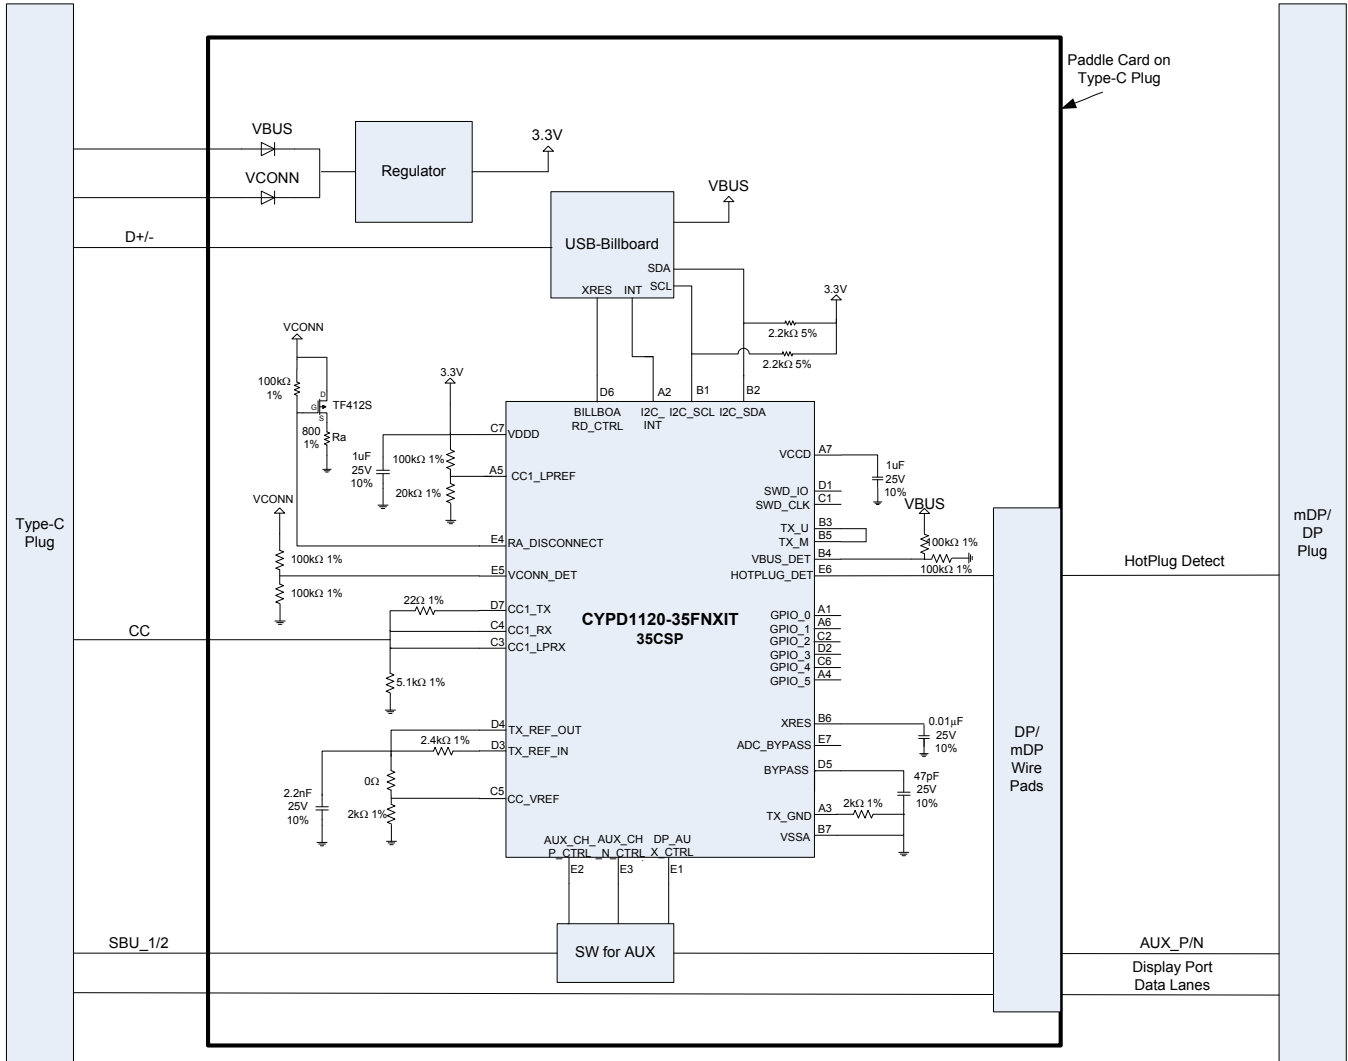 Paddle Card on
Type-C Plug
VBUS
3.3V
Regulator
VCONN
VBUS
D+/-
USB-Billboard
SDA
SCL
XRES
INT
3.3V
2.2kΩ 5%
2.2kΩ 5%
VCONN
100kΩ
1%
D
G
S
TF412S
800
1%
Ra
3.3V
D6
A2
B1
B2
BILLBOA
RD_CTRL
I2C_
INT
I2C_SCL
I2C_SDA
C7
VDDD
1uF
25V
10%
100kΩ 1%
A5
CC1_LPREF
20kΩ 1%
VCCD
A7
1uF
25V
10%
SWD_IO
D1
SWD_CLK
C1
VBUS
VCONN
TX_U
B3
TX_M
B5
100kΩ 1%
VBUS_DET
B4
100kΩ 1%
HOTPLUG_DET
E6
E4
RA_DISCONNECT
100kΩ 1%
E5
VCONN_DET
100kΩ 1%
Type-C
Plug
mDP/
DP
Plug
HotPlug Detect
22Ω 1%
D7
CC1_TX
C4
CC1_RX
C3
CC1_LPRX
CC
5.1kΩ 1%
CYPD1120-35FNXIT
35CSP
GPIO_0
A1
GPIO_1
A6
GPIO_2
C2
GPIO_3
D2
GPIO_4
C6
GPIO_5
A4
D4
TX_REF_OUT
2.4kΩ 1%
D3
TX_REF_IN
0Ω
2.2nF
25V
10%
C5
CC_VREF
2kΩ 1%
XRES
B6
0.01μF
25V
10%
ADC_BYPASS
E7
BYPASS
D5
47pF
25V
10%
TX_GND
A3
2kΩ 1%
VSSA
B7
DP/
mDP
Wire
Pads
AUX_CH_
P_CTRL
AUX_CH
_N_CTRL
DP_AU
X_CTRL
E2
E3
E1
SBU_1/2
SW for AUX
AUX_P/N
Display Port
Data Lanes